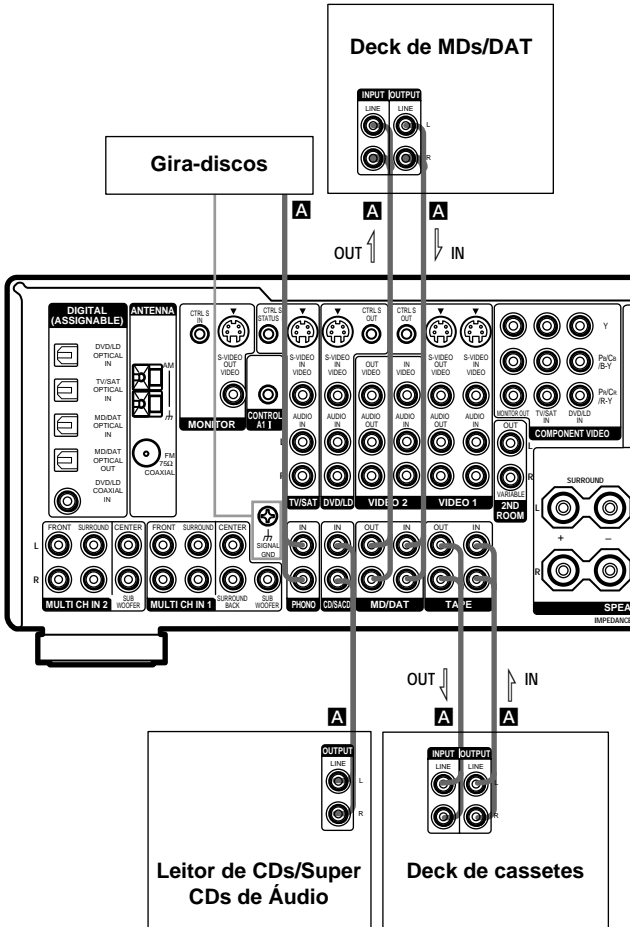 Deck de MDs/DAT
INPUT OUTPUT
LINE LINE
L
R
Gira-discos
A A A
OUT IN
DIGITAL
(ASSIGNABLE)
DVD/LD
OPTICAL
IN
TV/SAT
OPTICAL
IN
MD/DAT
OPTICAL
IN
MD/DAT
OPTICAL
OUT
DVD/LD
COAXIAL
IN
ANTENNA
AM
FM
75Ω
COAXIAL
CTRL S
IN
S-VIDEO
OUT
VIDEO
MONITOR
CTRL S
STATUS
CONTROL
A1 II
S-VIDEO
IN
VIDEO
AUDIO
IN
L
R
TV/SAT
S-VIDEO
IN
VIDEO
AUDIO
IN
DVD/LD
CTRL S
OUT
CTRL S
OUT
OUT IN
VIDEO VIDEO
AUDIO AUDIO
OUT IN
VIDEO 2
S-VIDEO S-VIDEO
OUT IN
VIDEO VIDEO
AUDIO AUDIO
OUT IN
VIDEO 1
Y
PB/CB
/B-Y
PR/CR
/R-Y
MONITOR OUT TV/SAT
IN DVD/LD
IN
COMPONENT VIDEO
OUT
L
R
VARIABLE
2ND
ROOM
SURROUND
L
+ –
R
SPEA
IMPEDANCE
FRONT SURROUND CENTER FRONT SURROUND CENTER
L
R
MULTI CH IN 2
SUB
WOOFER
MULTI CH IN 1
SURROUND
BACK
SUB
WOOFER
SIGNAL
GND
IN IN OUT IN OUT IN
PHONO CD/SACD MD/DAT TAPE
OUT IN
A A A
OUTPUT
LINE
L
R
Leitor de CDs/Super
CDs de Áudio
INPUT OUTPUT
LINE LINE
L
R
Deck de cassetes